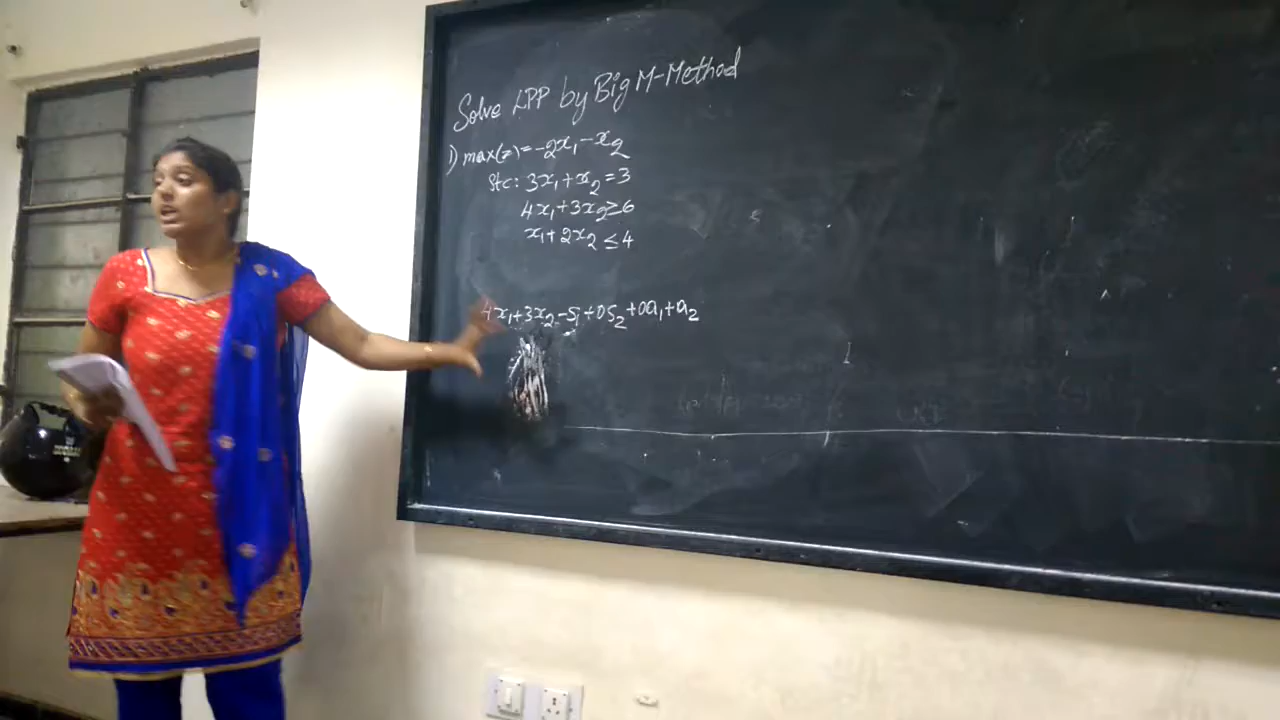 Solve LPP by Big M-Method
1) max(z) = -2x₁ - x₂
Stc: 3x₁ + x₂ = 3
4x₁ + 3x₂ ≥ 6
x₁ + 2x₂ ≤ 4
4x₁ + 3x₂ - S₁ + 0S₂ + 0a₁ + a₂